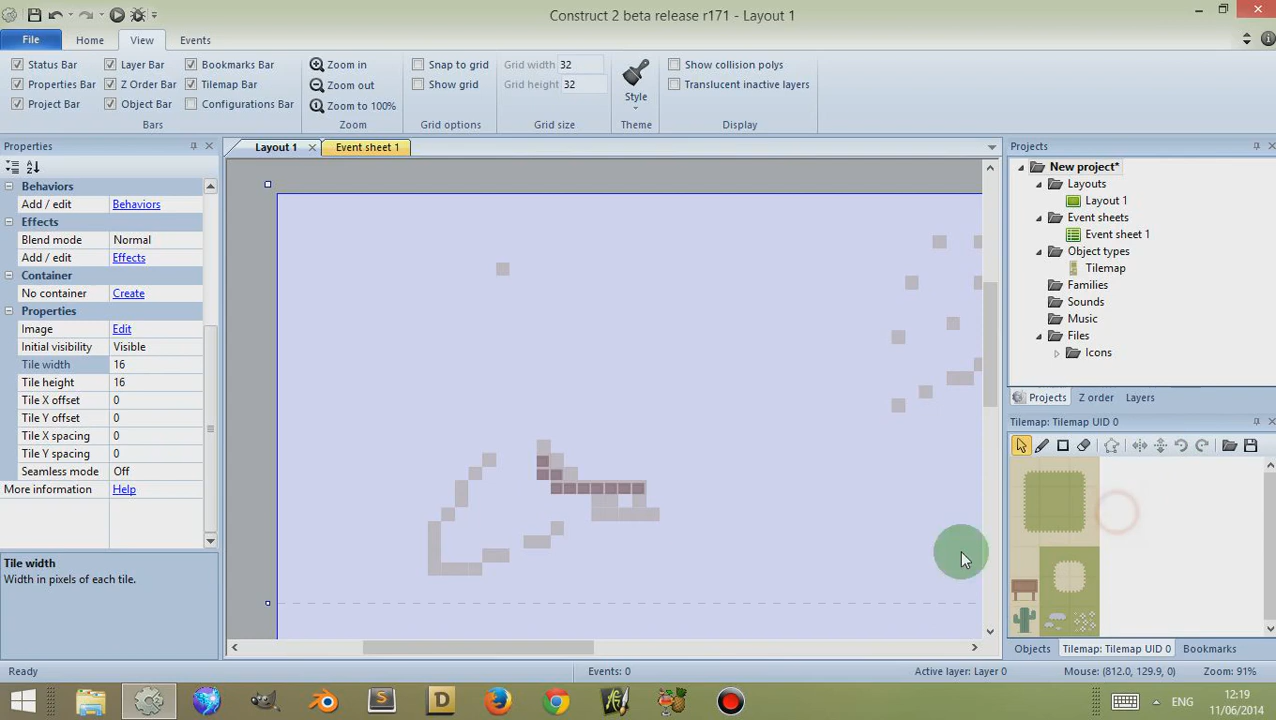 Construct 2 beta release r171 - Layout 1
File Home View Events
Status Bar Layer Bar Bookmarks Bar Zoom in Snap to grid Grid width 32 Show collision polys
Properties Bar Z Order Bar Tilemap Bar Zoom out Show grid Grid height 32 Translucent inactive layers
Project Bar Object Bar Configurations Bar Zoom to 100% Style
Bars Zoom Grid options Grid size Theme Display
Properties
Layout 1 Event sheet 1
Projects
Behaviors
Add / edit Behaviors
Effects
Blend mode Normal
Add / edit Effects
Container
No container Create
Properties
Image Edit
Initial visibility Visible
Tile width 16
Tile height 16
Tile X offset 0
Tile Y offset 0
Tile X spacing 0
Tile Y spacing 0
Seamless mode Off
More information Help
Tile width
Width in pixels of each tile.
New project*
Layouts
Layout 1
Event sheets
Event sheet 1
Object types
Tilemap
Families
Sounds
Music
Files
Icons
Projects Z order Layers
Tilemap: Tilemap UID 0
Objects Tilemap: Tilemap UID 0 Bookmarks
Ready Events: 0 Active layer: Layer 0 Mouse: (812.0, 129.9, 0) Zoom: 91%
S D ENG 12:19
11/06/2014